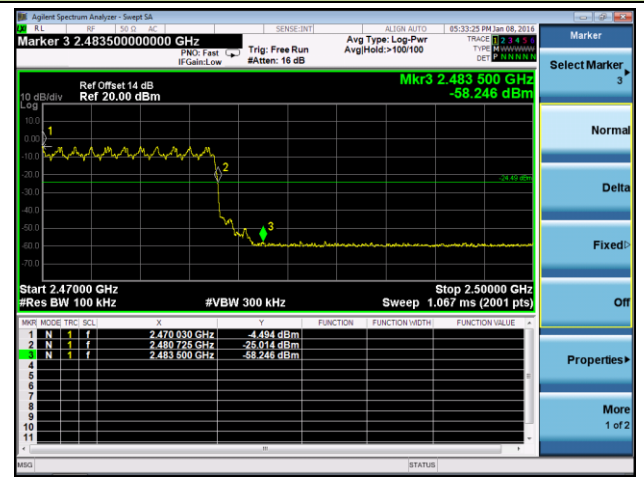 Agilent Spectrum Analyzer - Swept SA
RL RF 50 Ω AC SENSE:INT ALIGN AUTO 05:33:25 PM Jan 08, 2016
Marker 3 2.483500000000 GHz
PNO: Fast
IFGain:Low
Trig: Free Run
#Atten: 16 dB
Avg Type: Log-Pwr
Avg|Hold:>100/100
TRACE 1 2 3 4 5 6
TYPE M W W W W W
DET P N N N N N
Mkr3 2.483 500 GHz
-58.246 dBm
Ref Offset 14 dB
10 dB/div Ref 20.00 dBm
Log
10.0
0.00
-10.0
-20.0
-30.0
-40.0
-50.0
-60.0
-70.0
1
2
3
-24.49 dBm
Start 2.47000 GHz Stop 2.50000 GHz
#Res BW 100 kHz #VBW 300 kHz Sweep 1.067 ms (2001 pts)
MKR MODE TRC SCL X Y FUNCTION FUNCTION WIDTH FUNCTION VALUE
1 N 1 f 2.470 030 GHz -4.494 dBm
2 N 1 f 2.480 725 GHz -25.014 dBm
3 N 1 f 2.483 500 GHz -58.246 dBm
4
5
6
7
8
9
10
11
MSG STATUS
Marker
Select Marker
3
Normal
Delta
Fixed
Off
Properties
More
1 of 2